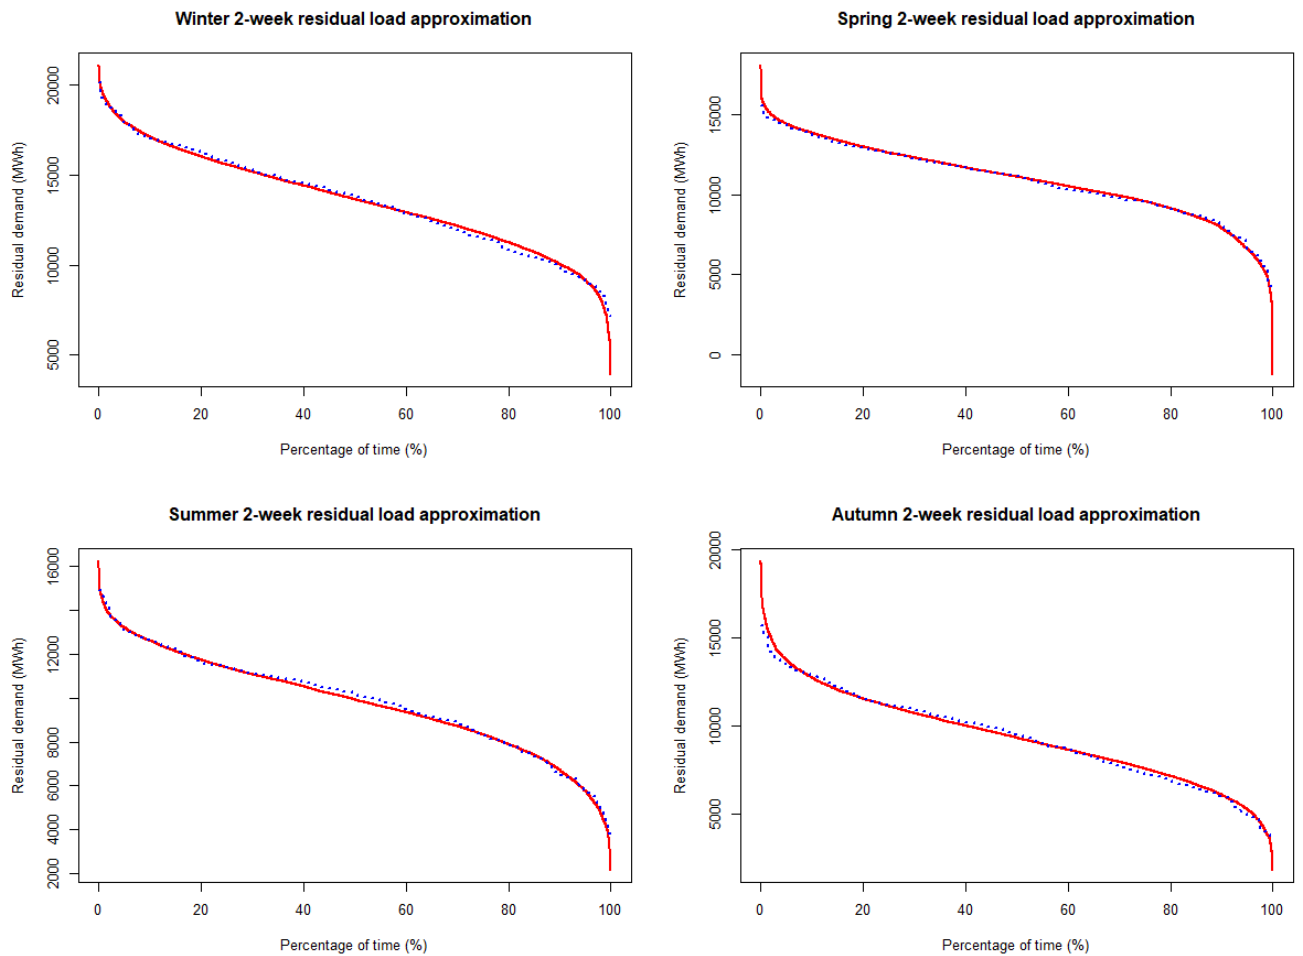 Winter 2-week residual load approximation
Residual demand (MWh)
20000
15000
10000
5000
0 20 40 60 80 100
Percentage of time (%)
Spring 2-week residual load approximation
Residual demand (MWh)
15000
10000
5000
0
0 20 40 60 80 100
Percentage of time (%)
Summer 2-week residual load approximation
Residual demand (MWh)
16000
12000
8000
6000
4000
2000
0 20 40 60 80 100
Percentage of time (%)
Autumn 2-week residual load approximation
Residual demand (MWh)
20000
15000
10000
5000
0 20 40 60 80 100
Percentage of time (%)